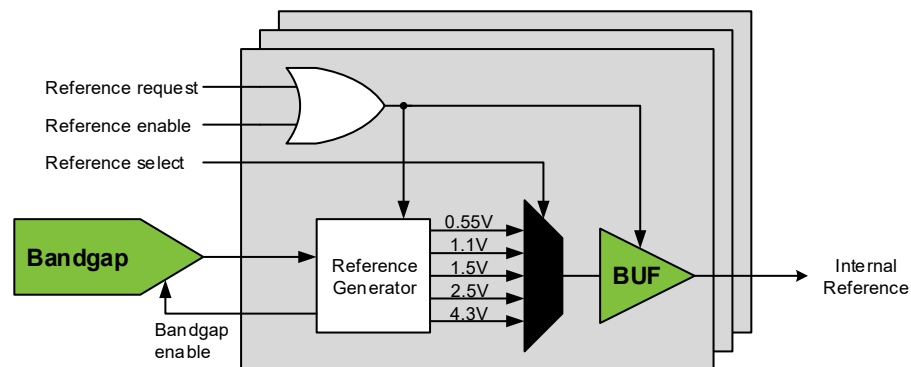 Reference request
Reference enable
Reference select
Bandgap
Bandgap
enable
Reference
Generator
0.55V
1.1V
1.5V
2.5V
4.3V
BUF
Internal
Reference